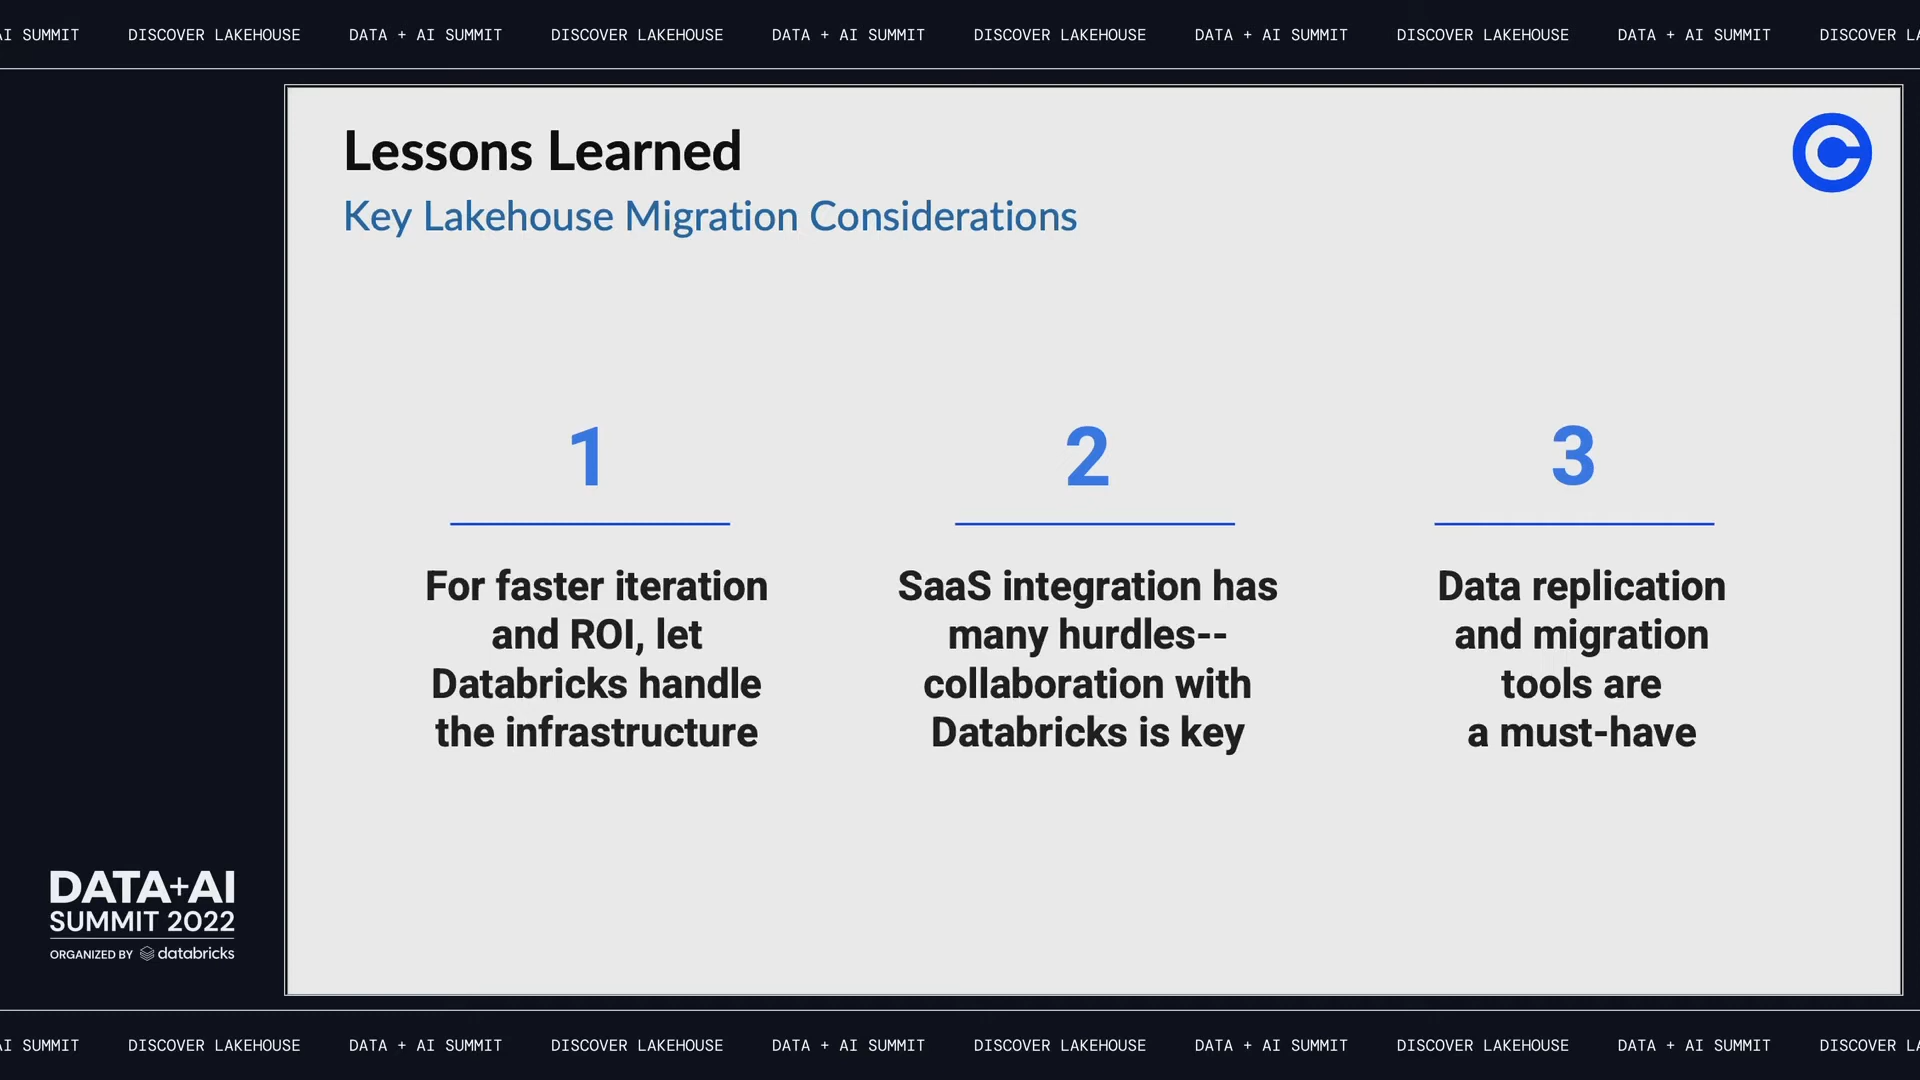 AI SUMMIT DISCOVER LAKEHOUSE DATA + AI SUMMIT DISCOVER LAKEHOUSE DATA + AI SUMMIT DISCOVER LAKEHOUSE DATA + AI SUMMIT DISCOVER LAKEHOUSE DATA + AI SUMMIT DISCOVER LA
Lessons Learned
Key Lakehouse Migration Considerations
1
For faster iteration
and ROI, let
Databricks handle
the infrastructure
2
SaaS integration has
many hurdles--
collaboration with
Databricks is key
3
Data replication
and migration
tools are
a must-have
DATA+AI
SUMMIT 2022
ORGANIZED BY databricks
AI SUMMIT DISCOVER LAKEHOUSE DATA + AI SUMMIT DISCOVER LAKEHOUSE DATA + AI SUMMIT DISCOVER LAKEHOUSE DATA + AI SUMMIT DISCOVER LAKEHOUSE DATA + AI SUMMIT DISCOVER LA